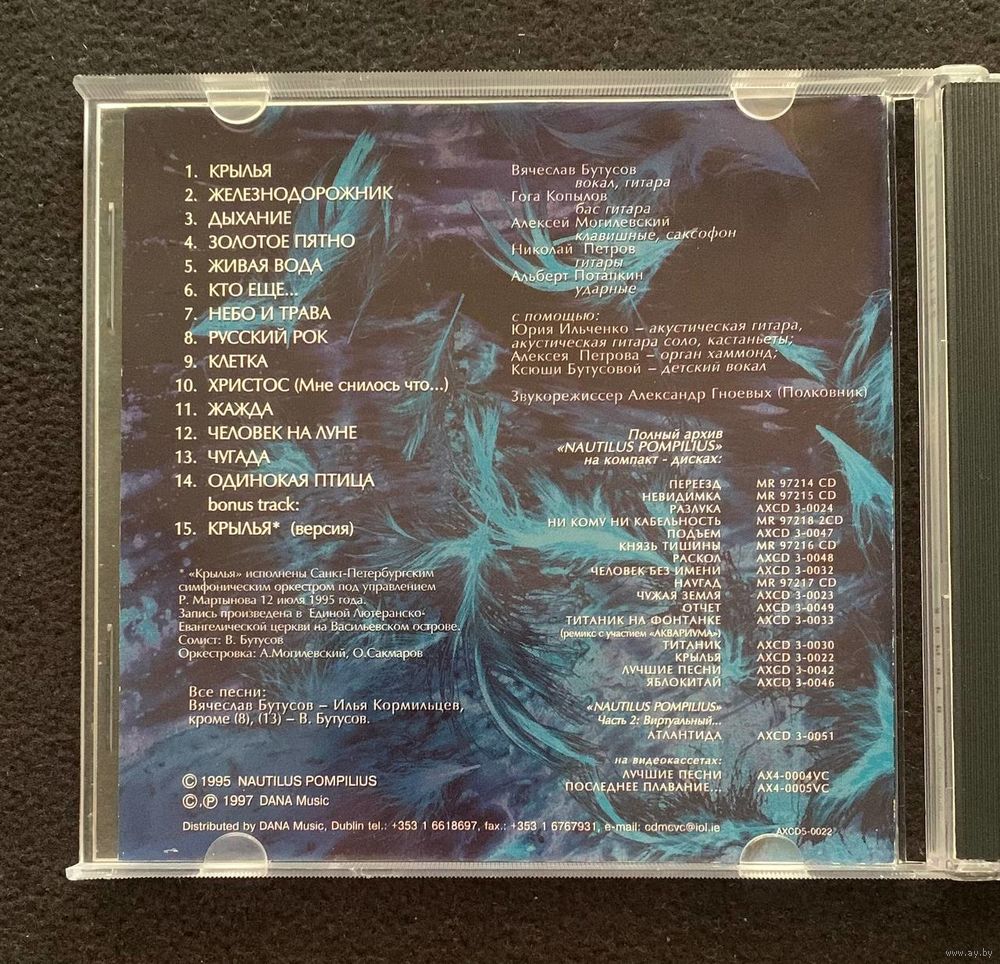 1. КРЫЛЬЯ
2. ЖЕЛЕЗНОДОРОЖНИК
3. ДЫХАНИЕ
4. ЗОЛОТОЕ ПЯТНО
5. ЖИВАЯ ВОДА
6. КТО ЕЩЕ...
7. НЕБО И ТРАВА
8. РУССКИЙ РОК
9. КЛЕТКА
10. ХРИСТОС (Мне снилось что...)
11. ЖАЖДА
12. ЧЕЛОВЕК НА ЛУНЕ
13. ЧУГАДА
14. ОДИНОКАЯ ПТИЦА
bonus track:
15. КРЫЛЬЯ* (версия)
* «Крылья» исполнены Санкт-Петербургским
симфоническим оркестром под управлением
Р. Мартынова 12 июля 1995 года.
Запись произведена в Единой Лютеранско-
Евангелической церкви на Васильевском острове.
Солист: В. Бутусов
Оркестровка: А.Могилевский, О.Сакмаров
Все песни:
Вячеслав Бутусов – Илья Кормильцев,
кроме (8), (13) – В. Бутусов.
© 1995 NAUTILUS POMPILIUS
©,℗ 1997 DANA Music
Distributed by DANA Music, Dublin tel.: +353 1 6618697, fax.: +353 1 6767931, e-mail: cdmcvc@iol.ie
Вячеслав Бутусов
вокал, гитара
Гога Копылов
бас гитара
Алексей Могилевский
клавишные, саксофон
Николай Петров
гитары
Альберт Потапкин
ударные
с помощью:
Юрия Ильченко – акустическая гитара,
акустическая гитара соло, кастаньеты;
Алексея Петрова – орган хаммонд;
Ксюши Бутусовой – детский вокал
Звукорежиссер Александр Гноевых (Полковник)
Полный архив
«NAUTILUS POMPILIUS»
на компакт - дисках:
ПЕРЕЕЗД MR 97214 CD
НЕВИДИМКА MR 97215 CD
РАЗЛУКА AXCD 3-0024
НИ КОМУ НИ КАБЕЛЬНОСТЬ MR 97218 2CD
ПОДЪЕМ AXCD 3-0047
КНЯЗЬ ТИШИНЫ MR 97216 CD
РАСКОЛ AXCD 3-0048
ЧЕЛОВЕК БЕЗ ИМЕНИ AXCD 3-0032
НАУГАД MR 97217 CD
ЧУЖАЯ ЗЕМЛЯ AXCD 3-0023
ОТЧЕТ AXCD 3-0049
ТИТАНИК НА ФОНТАНКЕ AXCD 3-0033
(ремикс с участием «АКВАРИУМА»)
ТИТАНИК AXCD 3-0030
КРЫЛЬЯ AXCD 3-0022
ЛУЧШИЕ ПЕСНИ AXCD 3-0042
ЯБЛОКИТАЙ AXCD 3-0046
«NAUTILUS POMPILIUS»
Часть 2: Виртуальный...
АТЛАНТИДА AXCD 3-0051
на видеокассетах:
ЛУЧШИЕ ПЕСНИ AX4-0004VC
ПОСЛЕДНЕЕ ПЛАВАНИЕ... AX4-0005VC
AXCD5-0022
www.ay.by